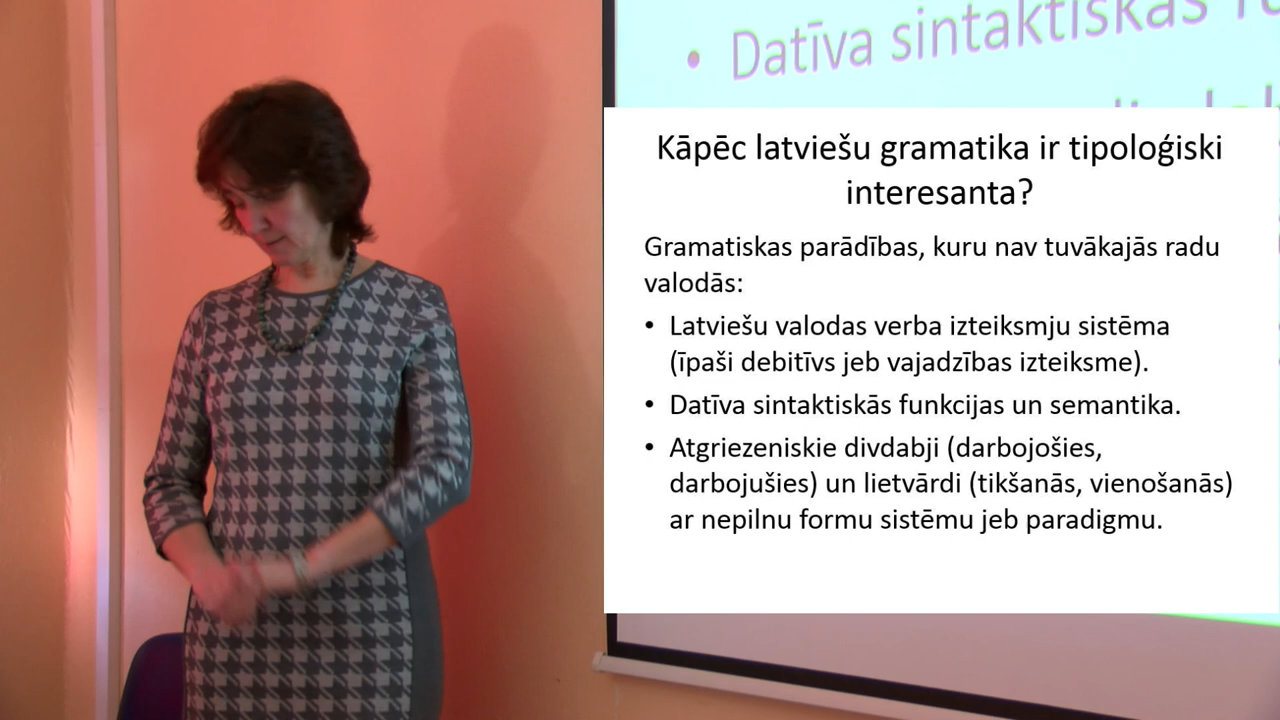 • Datīva sintaktiskās
Kāpēc latviešu gramatika ir tipoloģiski
interesanta?
Gramatiskas parādības, kuru nav tuvākajās radu
valodās:
• Latviešu valodas verba izteiksmju sistēma
(īpaši debitīvs jeb vajadzības izteiksme).
• Datīva sintaktiskās funkcijas un semantika.
• Atgriezeniskie divdabji (darbojošies,
darbojušies) un lietvārdi (tikšanās, vienošanās)
ar nepilnu formu sistēmu jeb paradigmu.